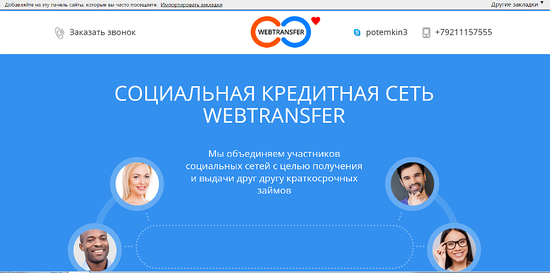 Добавляйте на эту панель сайты, которые вы часто посещаете. Импортировать закладки
Другие закладки
Заказать звонок
WEBTRANSFER
potemkin3
+79211157555
СОЦИАЛЬНАЯ КРЕДИТНАЯ СЕТЬ
WEBTRANSFER
Мы объединяем участников
социальных сетей с целью получения
и выдачи друг другу краткосрочных
займов